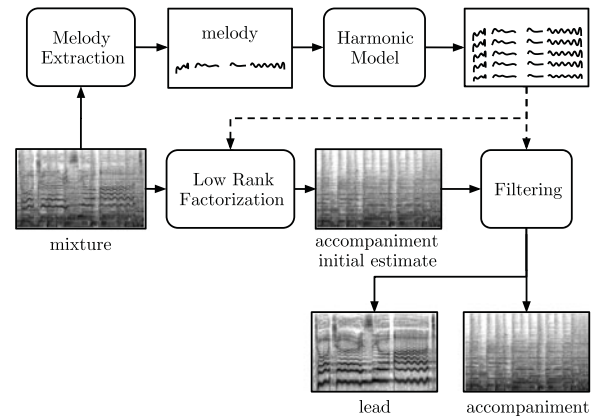 Melody
Extraction
melody
Harmonic
Model
Low Rank
Factorization
Filtering
mixture
accompaniment
initial estimate
lead
accompaniment